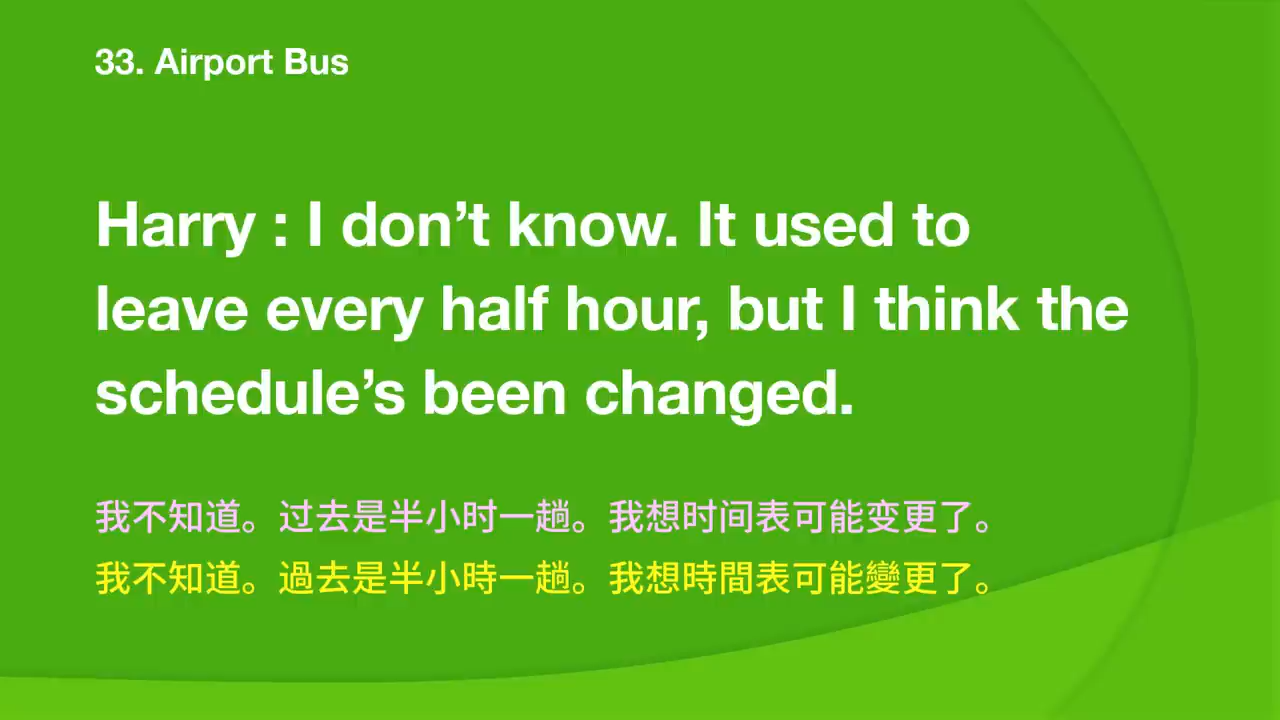 33. Airport Bus
Harry : I don’t know. It used to
leave every half hour, but I think the
schedule’s been changed.
我不知道。过去是半小时一趟。我想时间表可能变更了。
我不知道。過去是半小時一趟。我想時間表可能變更了。